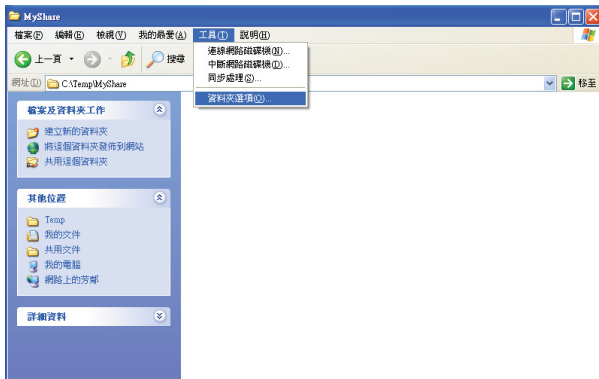 MyShare
檔案(F) 編輯(E) 檢視(V) 我的最愛(A) 工具(T) 說明(H)
連線網路磁碟機(N)...
中斷網路磁碟機(D)...
同步處理(S)...
資料夾選項(O)...
上一頁 搜尋
網址(D) C:\Temp\MyShare 移至
檔案及資料夾工作
建立新的資料夾
將這個資料夾發佈到網站
共用這個資料夾
其他位置
Temp
我的文件
共用文件
我的電腦
網路上的芳鄰
詳細資料